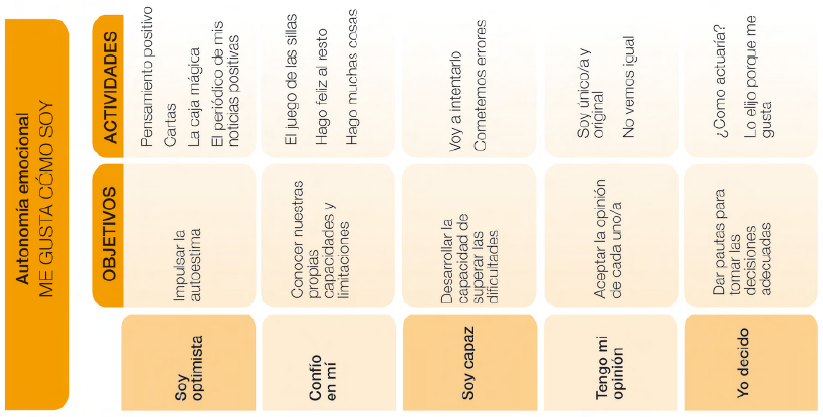 Autonomía emocional
ME GUSTA CÓMO SOY
OBJETIVOS
ACTIVIDADES
Soy
optimista
Impulsar la
autoestima
Pensamiento positivo
Cartas
La caja mágica
El periódico de mis
noticias positivas
Confío
en mí
Conocer nuestras
propias
capacidades y
limitaciones
El juego de las sillas
Hago feliz al resto
Hago muchas cosas
Soy capaz
Desarrollar la
capacidad de
superar las
dificultades
Voy a intentarlo
Cometemos errores
Tengo mi
opinión
Aceptar la opinión
de cada uno/a
Soy único/a y
original
No vemos igual
Yo decido
Dar pautas para
tomar las
decisiones
adecuadas
¿Como actuaría?
Lo elijo porque me
gusta